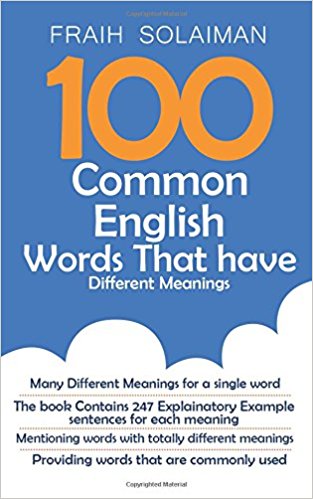 FRAIH SOLAIMAN
100
Common
English
Words That have
Different Meanings
Many Different Meanings for a single word
The book Contains 247 Explainatory Example
sentences for each meaning
Mentioning words with totally different meanings
Providing words that are commonly used